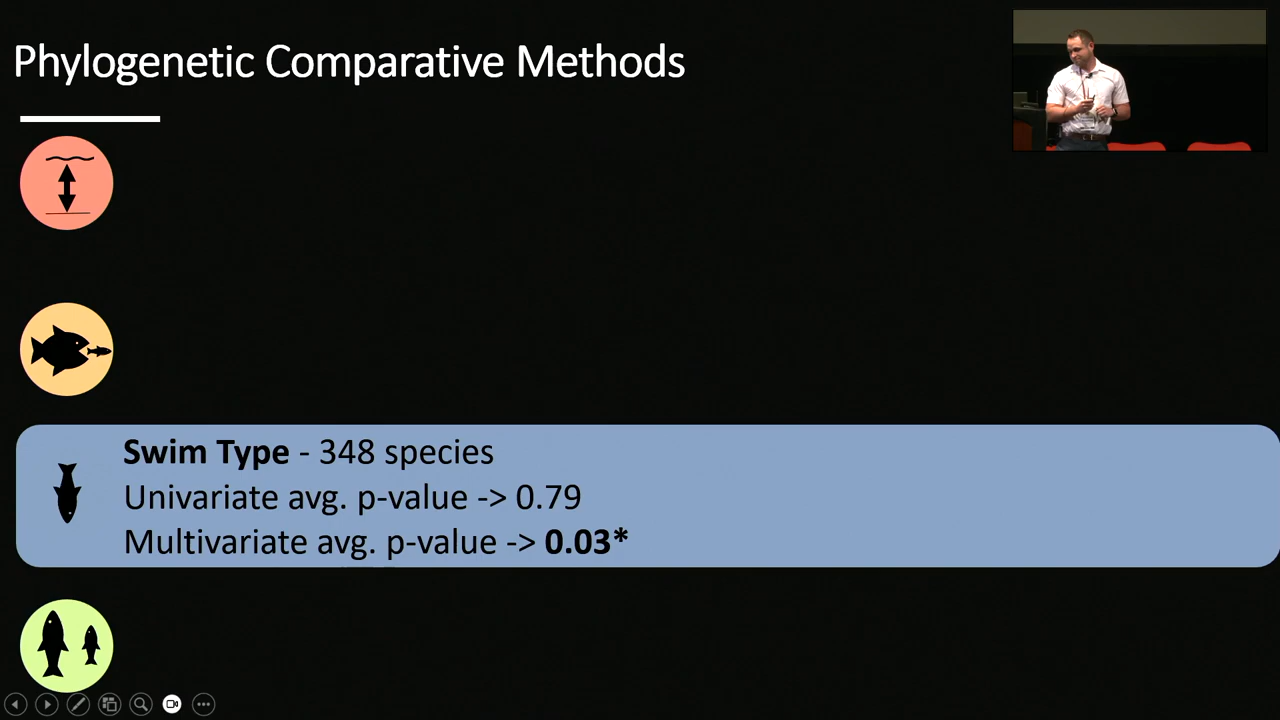 Phylogenetic Comparative Methods
Swim Type - 348 species
Univariate avg. p-value -> 0.79
Multivariate avg. p-value -> 0.03*